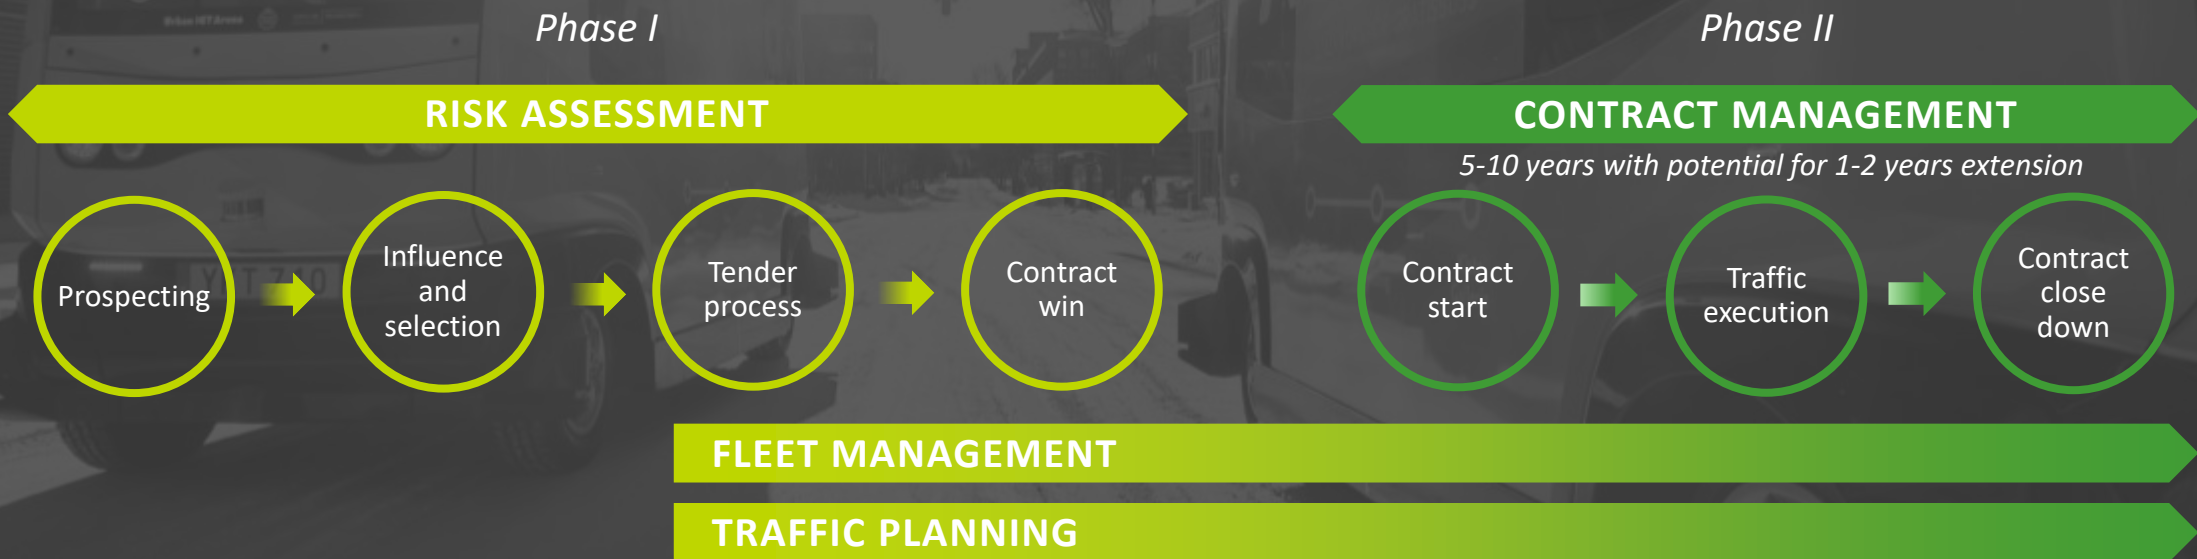 Phase I
Phase II
RISK ASSESSMENT
CONTRACT MANAGEMENT
5-10 years with potential for 1-2 years extension
Prospecting
Influence
and
selection
Tender
process
Contract
win
Contract
start
Traffic
execution
Contract
close
down
FLEET MANAGEMENT
TRAFFIC PLANNING